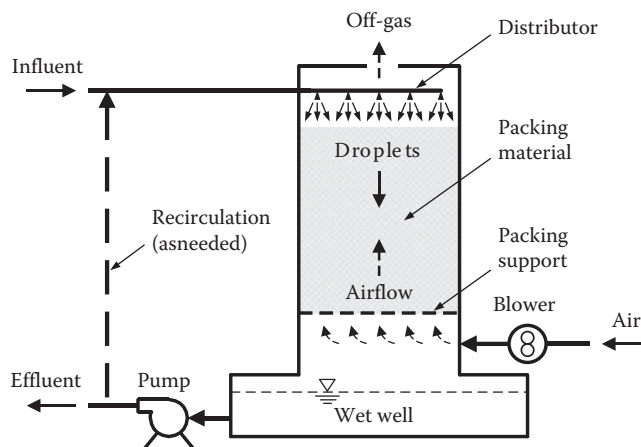 Off-gas
Distributor
Influent
Droplets
Packing
material
Recirculation
(asneeded)
Packing
support
Airflow
Blower
Air
Effluent
Pump
Wet well